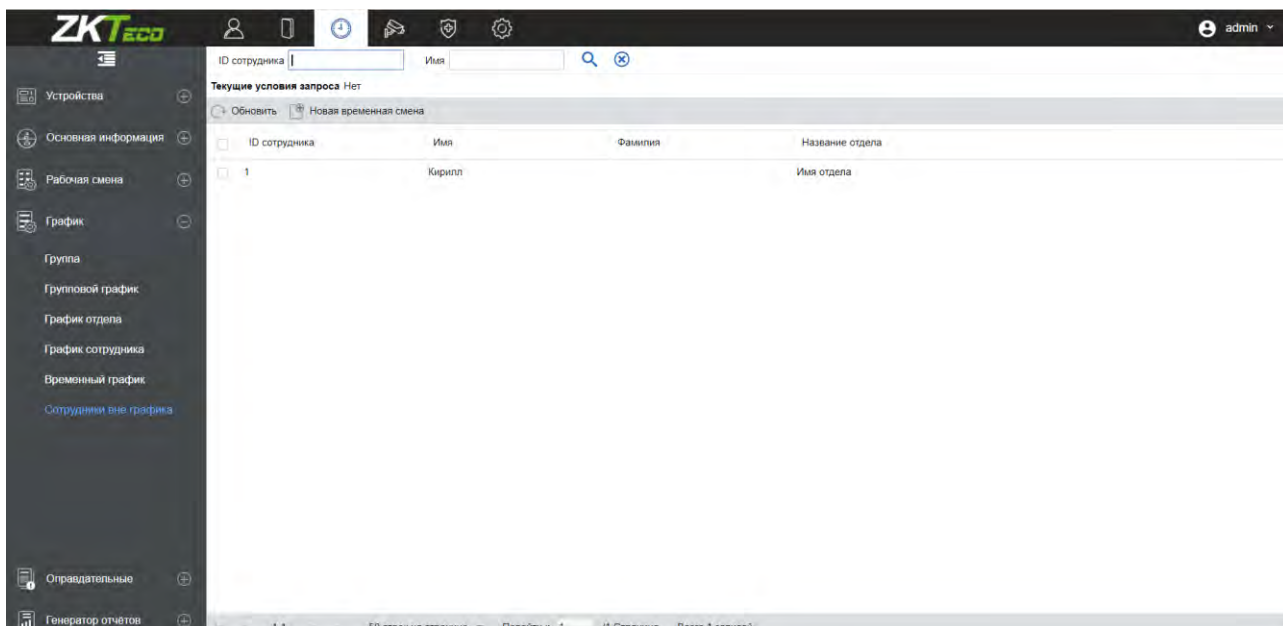 ZKTeco
admin
ID сотрудника
Имя
Текущие условия запроса Нет
Обновить
Новая временная смена
ID сотрудника
Имя
Фамилия
Название отдела
1
Кирилл
Имя отдела
Устройства
Основная информация
Рабочая смена
График
Группа
Групповой график
График отдела
График сотрудника
Временный график
Сотрудники вне графика
Оправдательные
Генератор отчётов